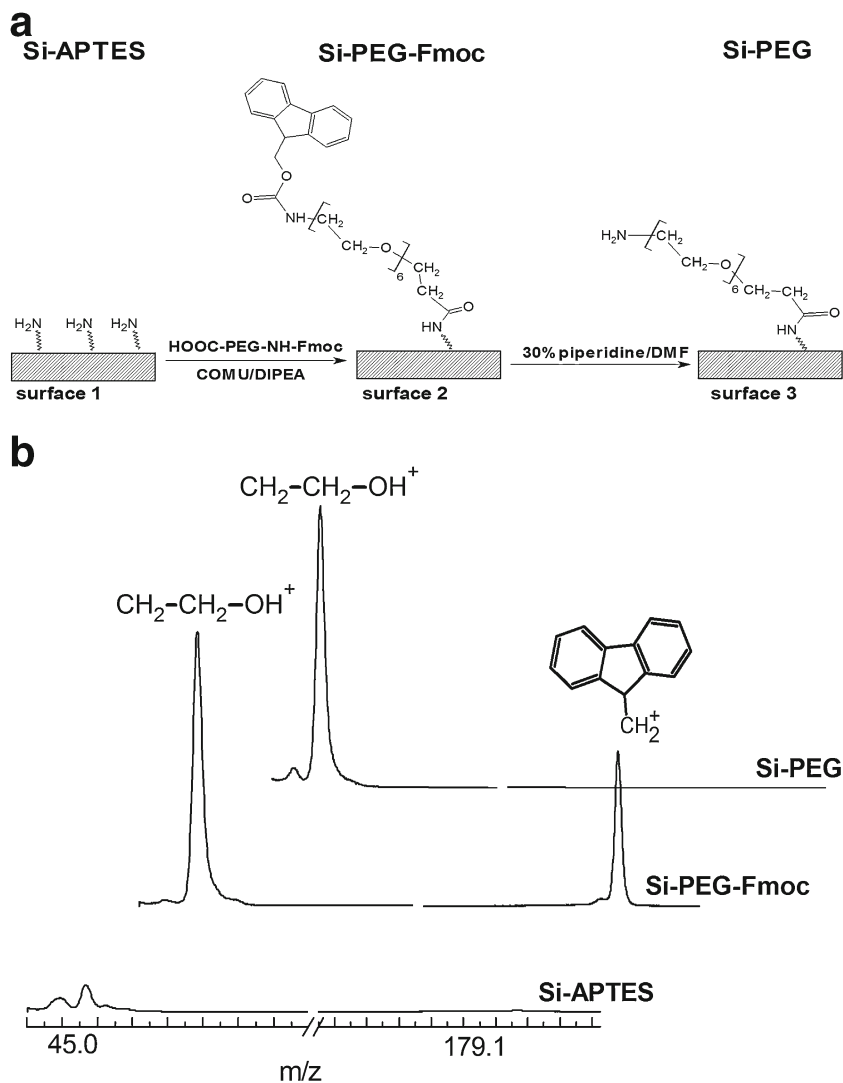 a
Si-APTES Si-PEG-Fmoc Si-PEG
O
O
NH
CH2
CH2
O
6
CH2
CH2
O
HN
H2N
CH2
CH2
O
6
CH2
CH2
O
HN
H2N H2N H2N
HOOC-PEG-NH-Fmoc
COMU/DIPEA
30% piperidine/DMF
surface 1 surface 2 surface 3
b
CH2-CH2-OH+
CH2-CH2-OH+
CH2+
Si-PEG
Si-PEG-Fmoc
Si-APTES
45.0 179.1
m/z